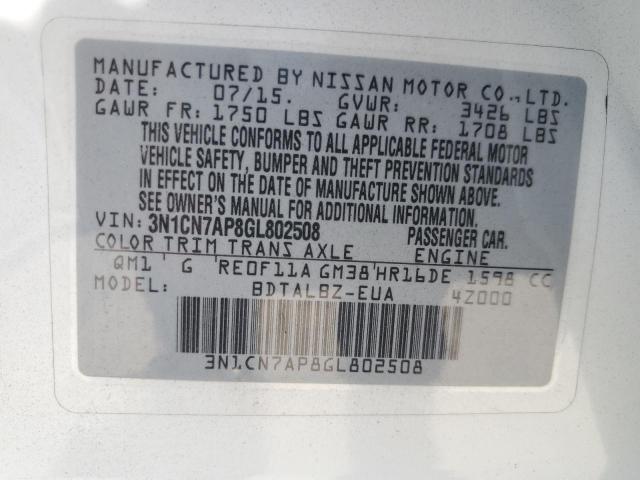 MANUFACTURED BY NISSAN MOTOR CO.,LTD.
DATE: 07/15. GVWR: 3426 LBS
GAWR FR: 1750 LBS GAWR RR: 1708 LBS
THIS VEHICLE CONFORMS TO ALL APPLICABLE FEDERAL MOTOR
VEHICLE SAFETY, BUMPER AND THEFT PREVENTION STANDARDS
IN EFFECT ON THE DATE OF MANUFACTURE SHOWN ABOVE.
SEE OWNER'S MANUAL FOR ADDITIONAL INFORMATION.
VIN: 3N1CN7AP8GL802508 PASSENGER CAR.
COLOR TRIM TRANS AXLE ENGINE
QM1 G RE0F11A GM38 HR16DE 1598 CC
MODEL: BDTALBZ-EUA 4Z000
3N1CN7AP8GL802508